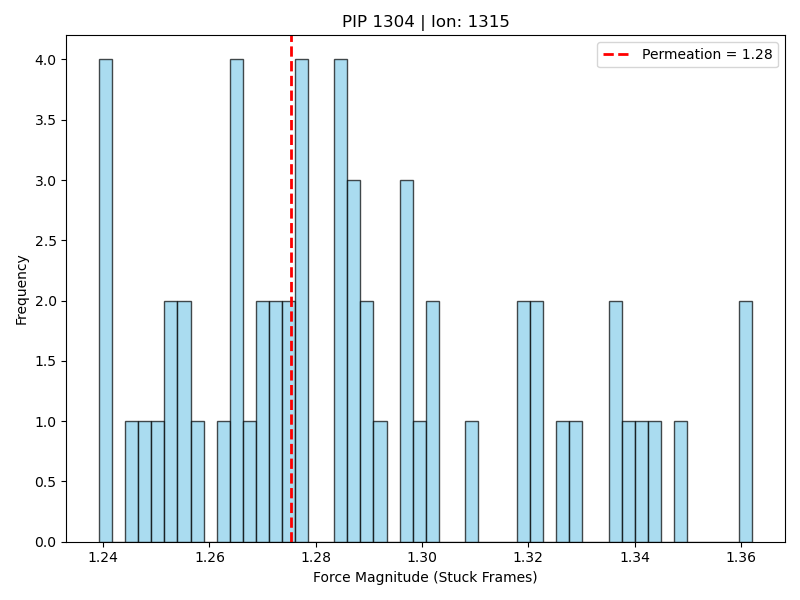 PIP 1304 | Ion: 1315
Permeation = 1.28
4.0
3.5
3.0
2.5
2.0
1.5
1.0
0.5
0.0
Frequency
1.24 1.26 1.28 1.30 1.32 1.34 1.36
Force Magnitude (Stuck Frames)